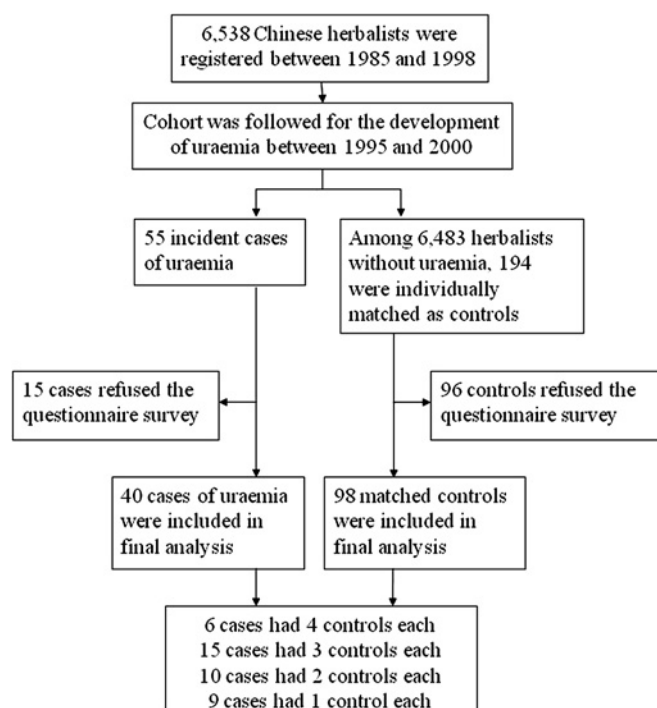 6,538 Chinese herbalists were
registered between 1985 and 1998
Cohort was followed for the development
of uraemia between 1995 and 2000
55 incident cases
of uraemia
Among 6,483 herbalists
without uraemia, 194
were individually
matched as controls
15 cases refused the
questionnaire survey
96 controls refused the
questionnaire survey
40 cases of uraemia
were included in
final analysis
98 matched controls
were included in
final analysis
6 cases had 4 controls each
15 cases had 3 controls each
10 cases had 2 controls each
9 cases had 1 control each